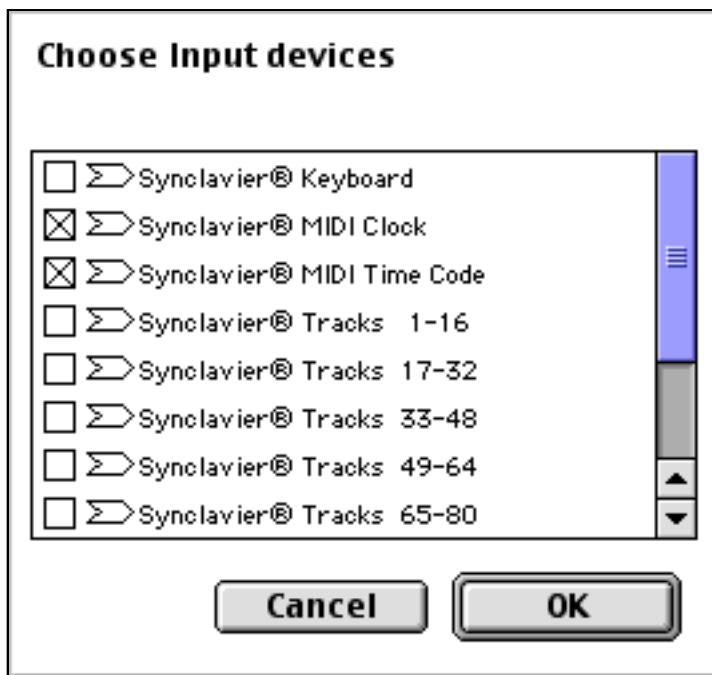 Choose Input devices
Synclavier® Keyboard
Synclavier® MIDI Clock
Synclavier® MIDI Time Code
Synclavier® Tracks 1-16
Synclavier® Tracks 17-32
Synclavier® Tracks 33-48
Synclavier® Tracks 49-64
Synclavier® Tracks 65-80
Cancel OK